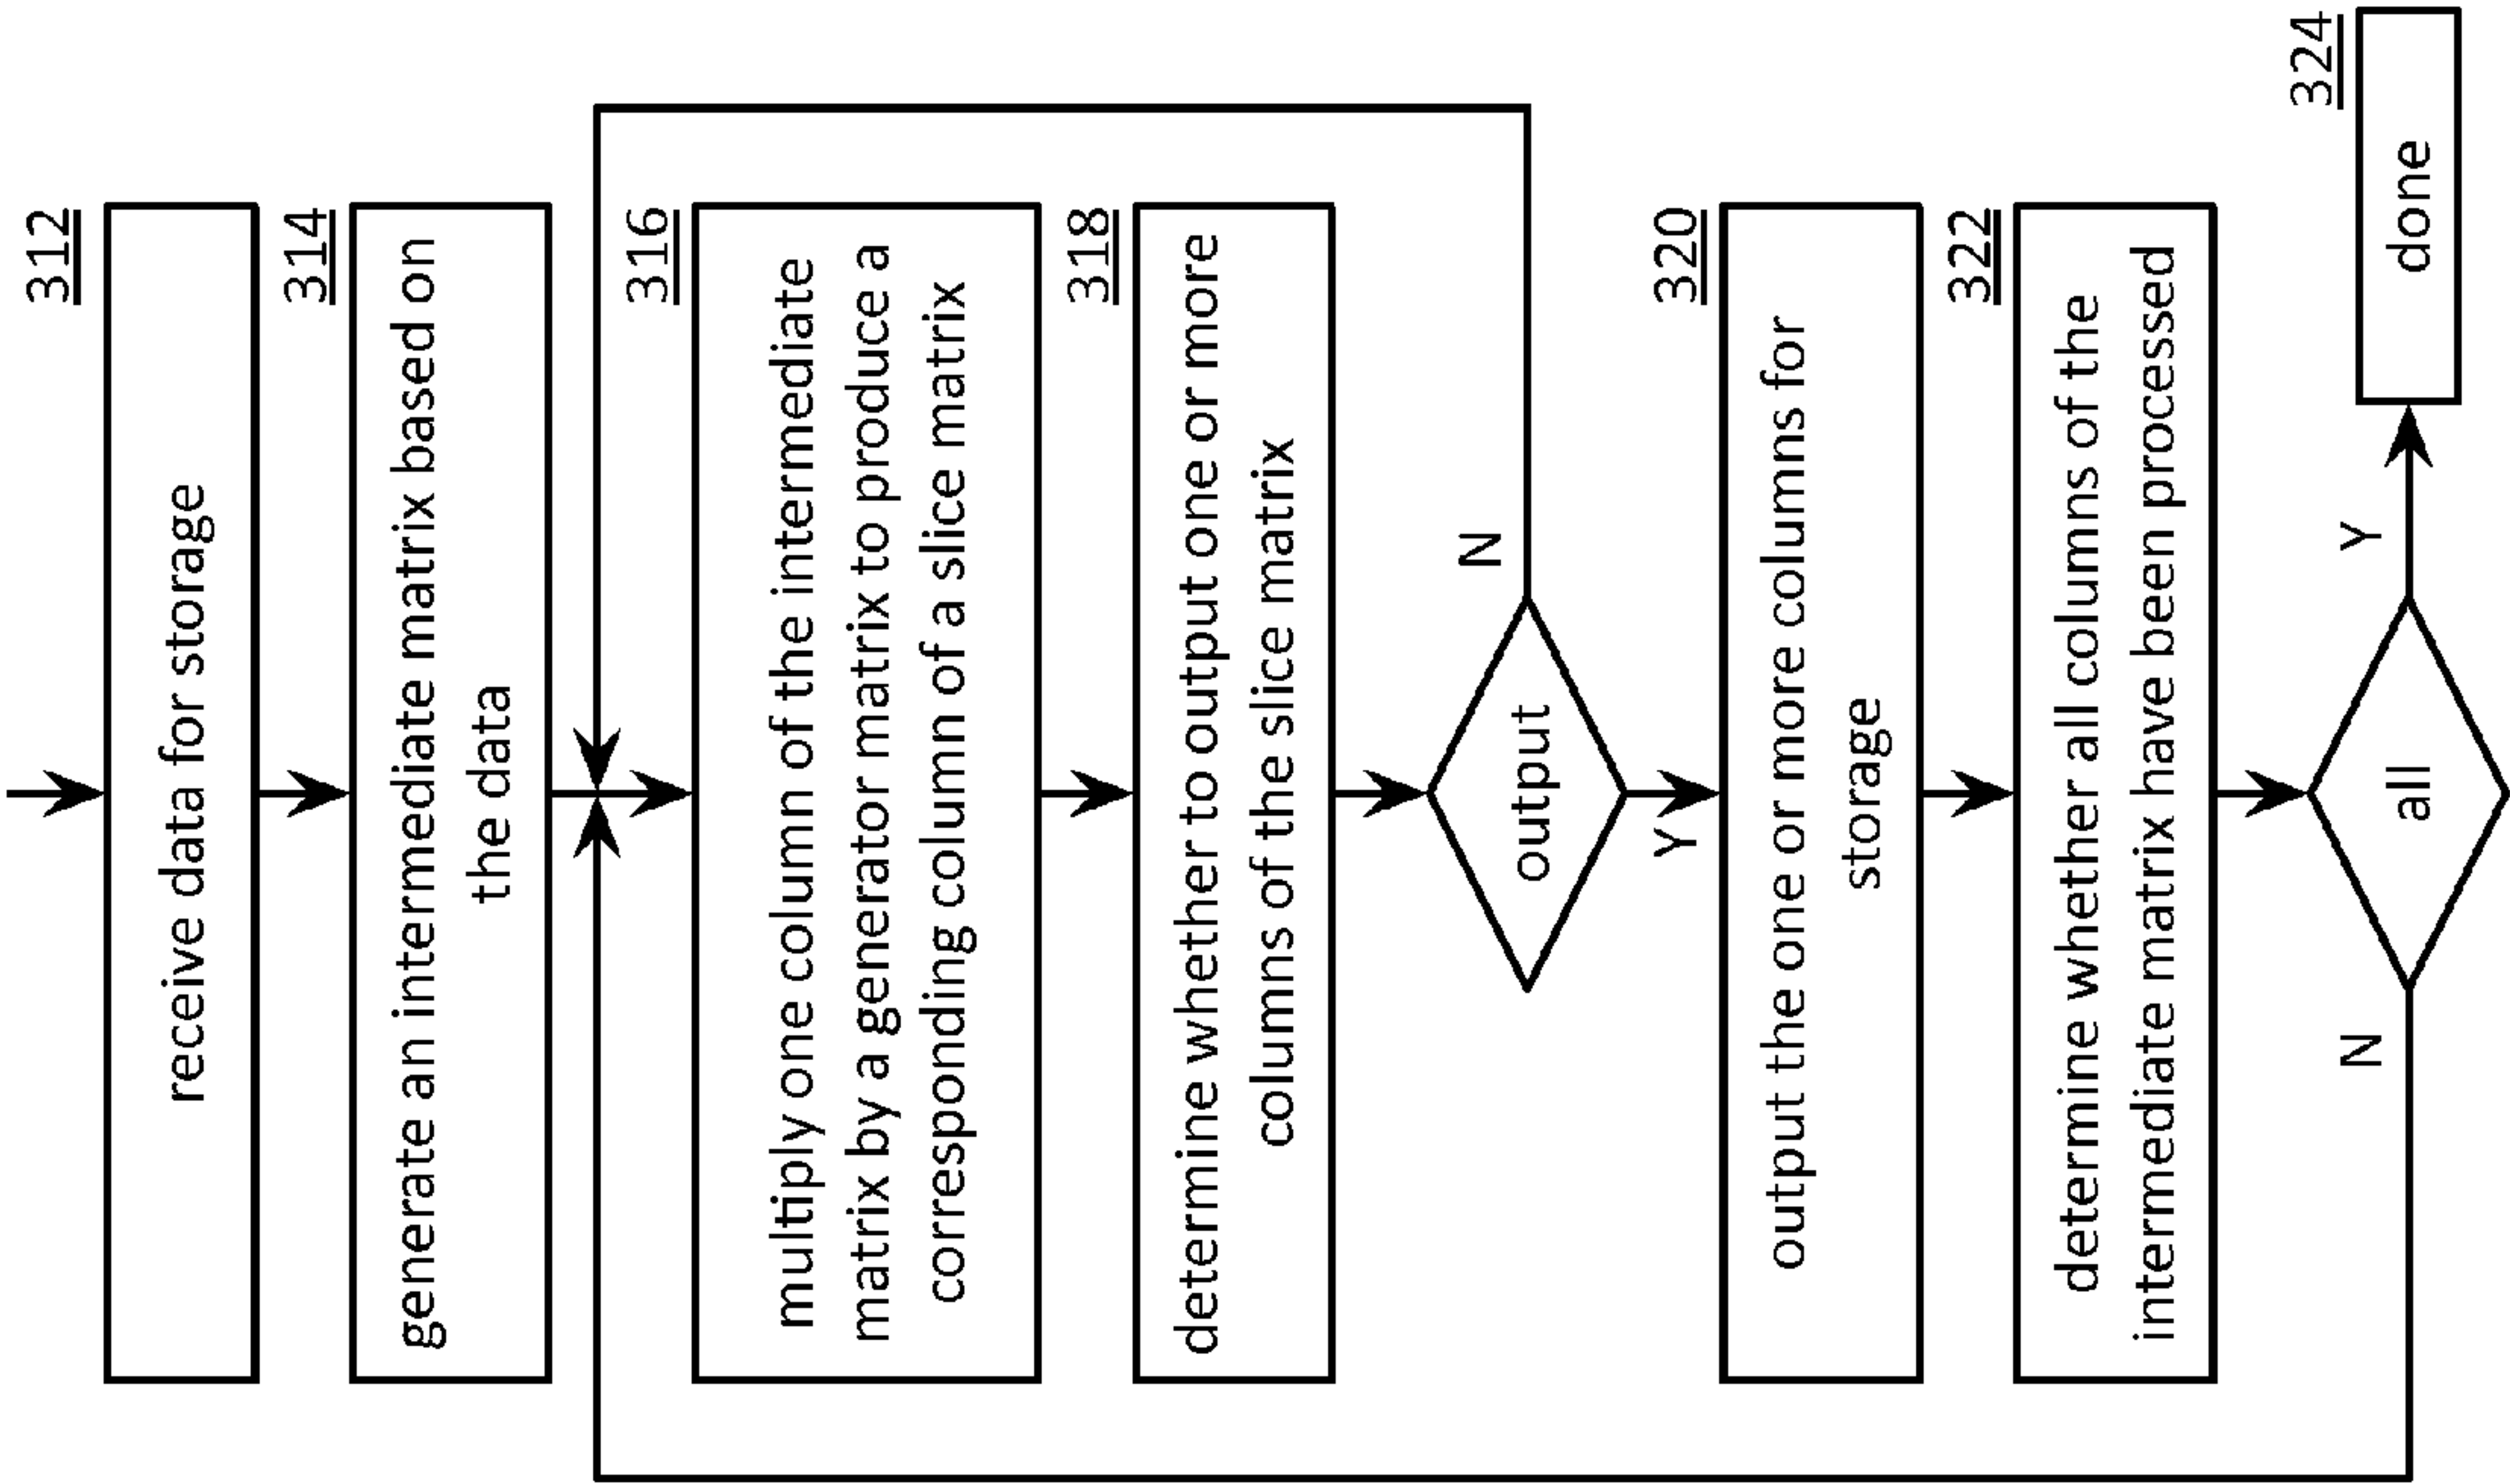 312
receive data for storage
314
generate an intermediate matrix based on
the data
316
multiply one column of the intermediate
matrix by a generator matrix to produce a
corresponding column of a slice matrix
318
determine whether to output one or more
columns of the slice matrix
output
N
Y
320
output the one or more columns for
storage
322
determine whether all columns of the
intermediate matrix have been processed
all
N
Y
324
done